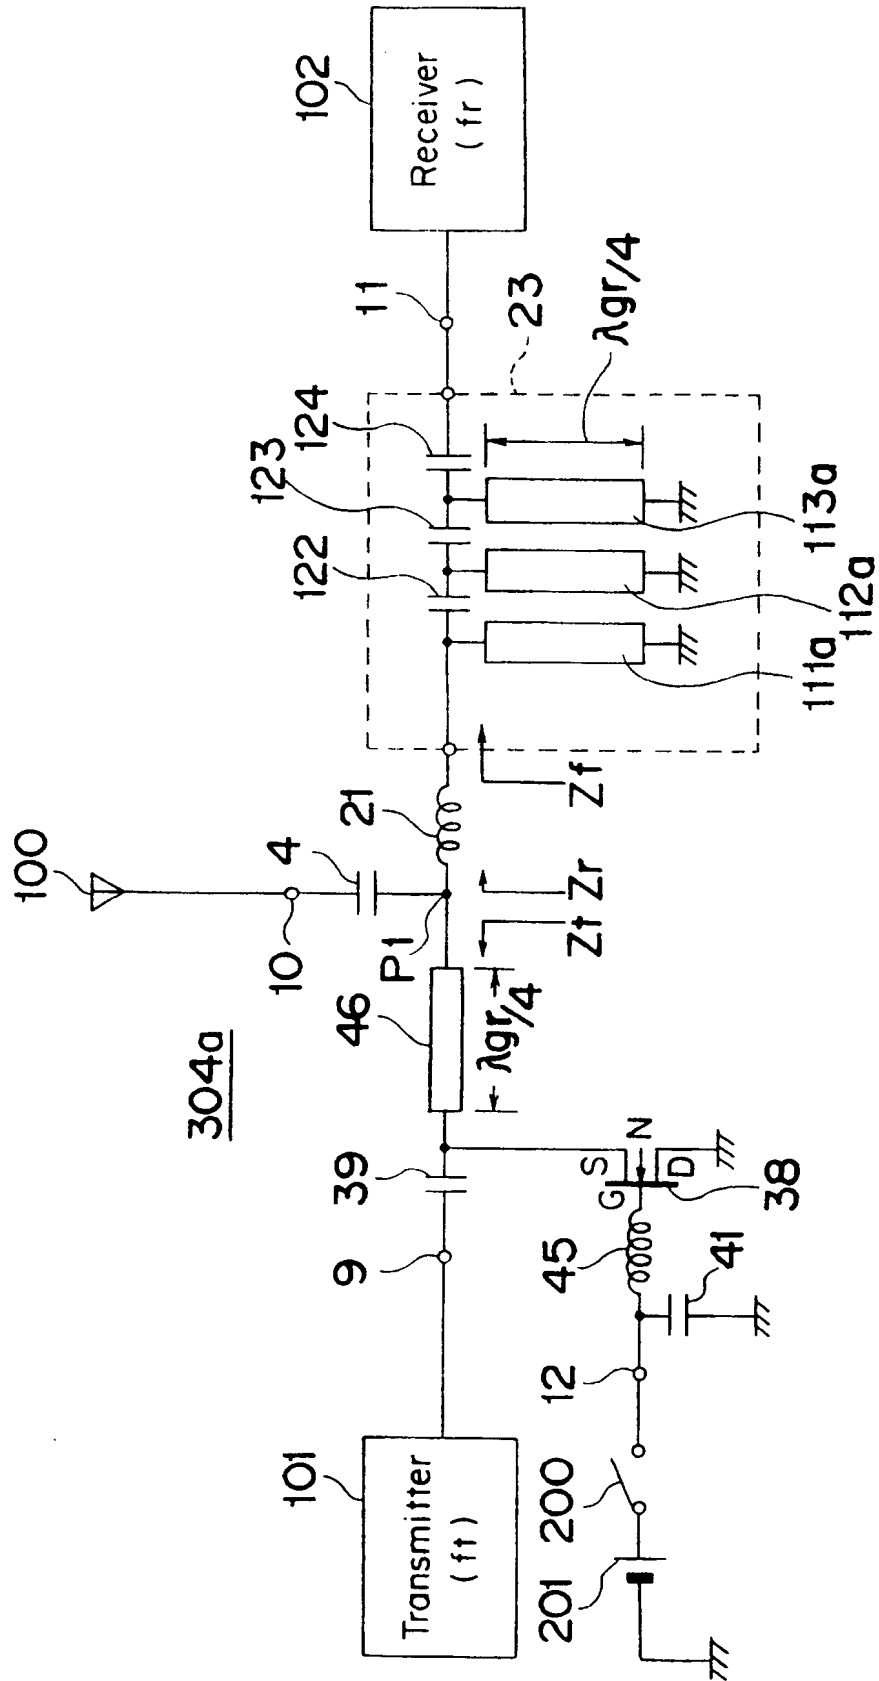 304a
100
10
4
P1
46
λgr/4
Zt
Zr
21
Zf
23
122
123
124
111a
112a
113a
λgr/4
11
102
Receiver
(fr)
101
Transmitter
(ft)
9
39
S
G
N
D
38
45
41
12
200
201